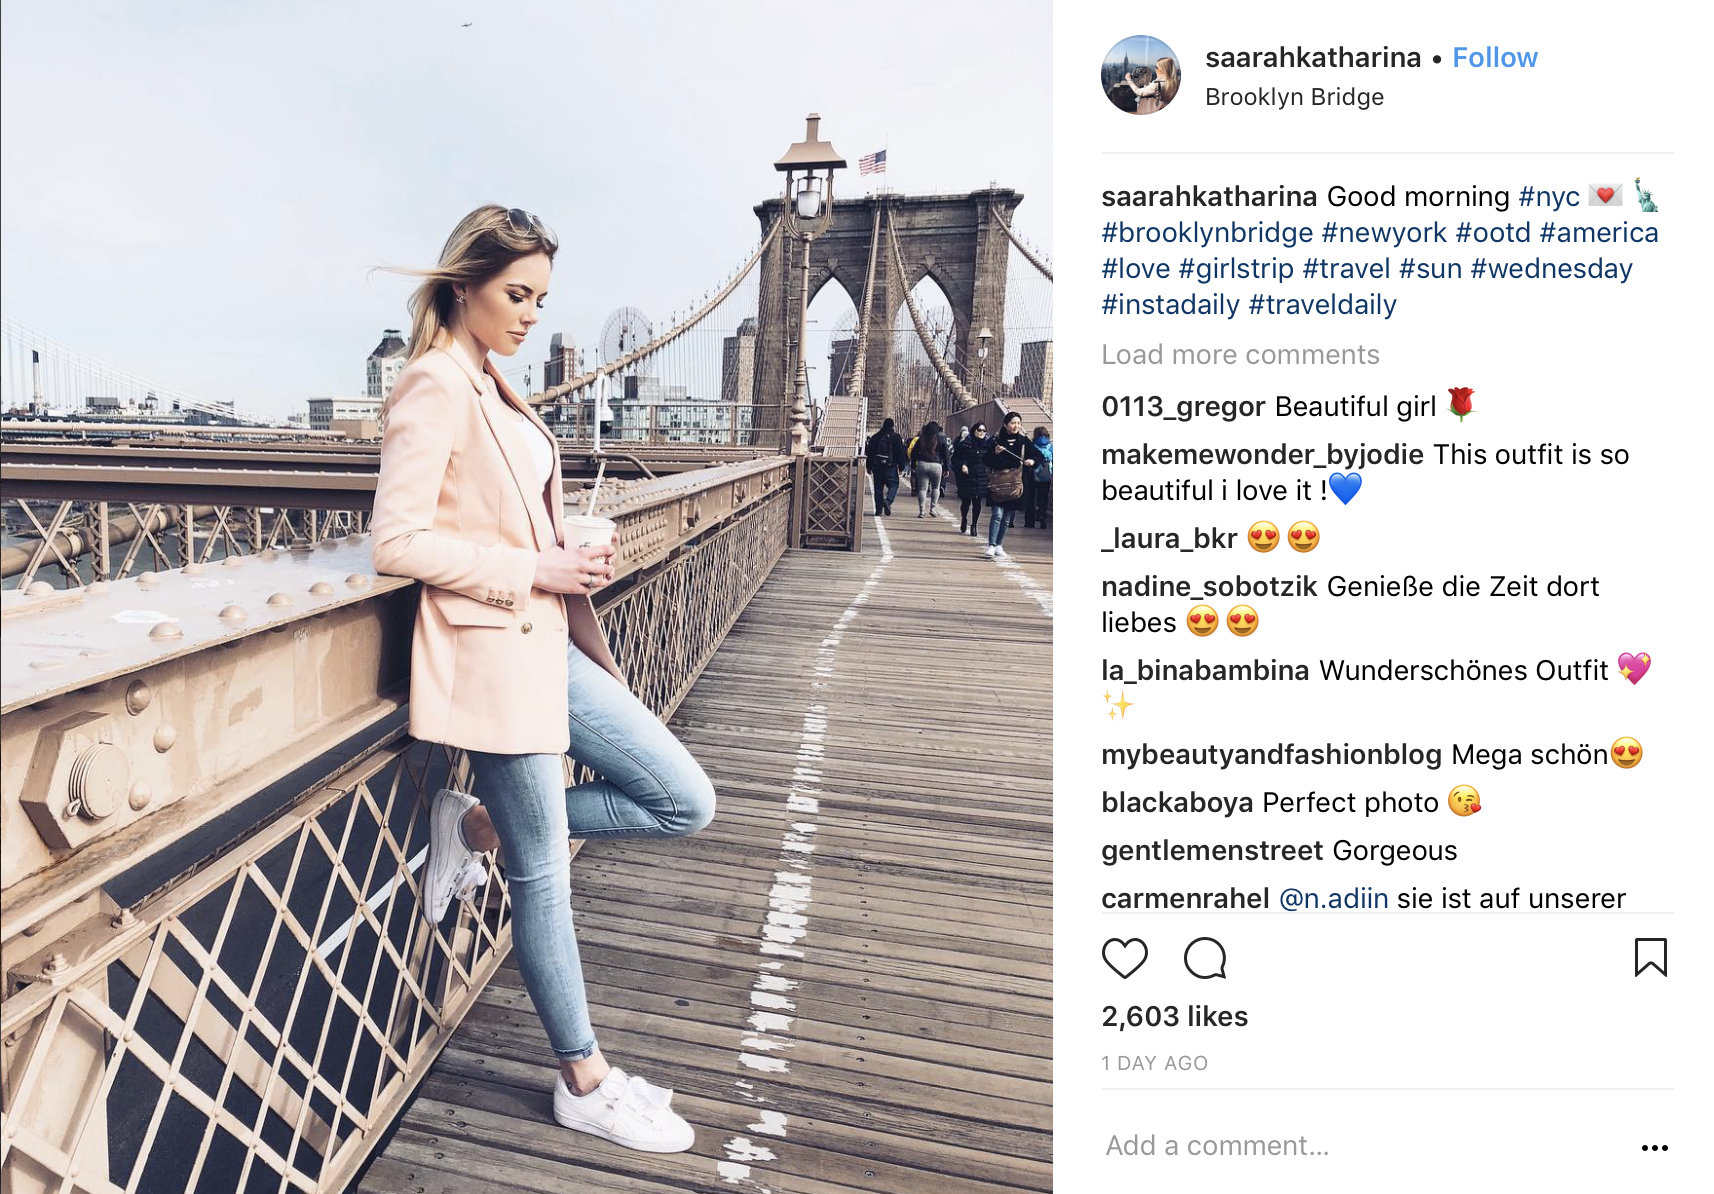 saarahkatharina • Follow
Brooklyn Bridge
saarahkatharina Good morning #nyc 💌 🗽
#brooklynbridge #newyork #ootd #america
#love #girlstrip #travel #sun #wednesday
#instadaily #traveldaily
Load more comments
0113_gregor Beautiful girl 🌹
makemewonder_byjodie This outfit is so
beautiful i love it !💙
_laura_bkr 😍 😍
nadine_sobotzik Genieße die Zeit dort
liebes 😍 😍
la_binabambina Wunderschönes Outfit 💖
✨
mybeautyandfashionblog Mega schön😍
blackaboya Perfect photo 😘
gentlemenstreet Gorgeous
carmenrahel @n.adiin sie ist auf unserer
2,603 likes
1 DAY AGO
Add a comment...